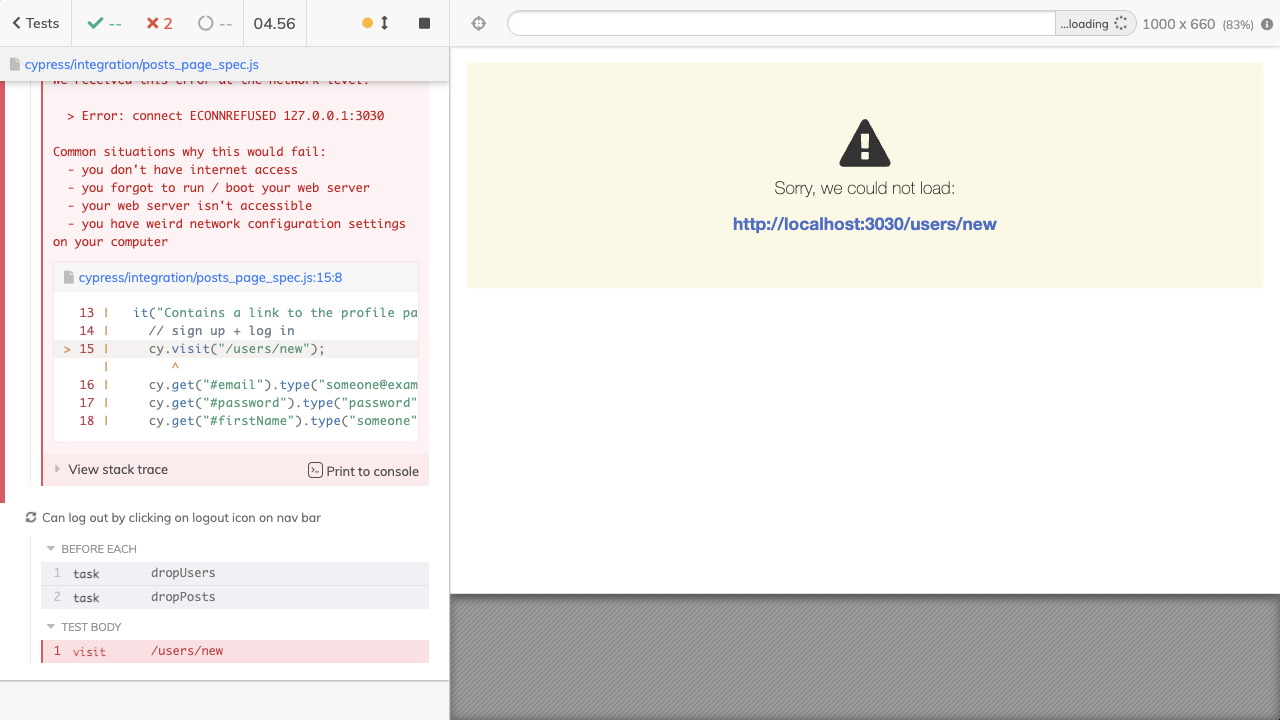 Tests
--
2
--
04.56
...loading
1000 x 660 (83%)
cypress/integration/posts_page_spec.js
We received this error at the network level:
> Error: connect ECONNREFUSED 127.0.0.1:3030
Common situations why this would fail:
- you don't have internet access
- you forgot to run / boot your web server
- your web server isn't accessible
- you have weird network configuration settings
on your computer
cypress/integration/posts_page_spec.js:15:8
13 | it("Contains a link to the profile pa
14 | // sign up + log in
> 15 | cy.visit("/users/new");
| ^
16 | cy.get("#email").type("someone@exam
17 | cy.get("#password").type("password"
18 | cy.get("#firstName").type("someone"
View stack trace
Print to console
Can log out by clicking on logout icon on nav bar
BEFORE EACH
1 task dropUsers
2 task dropPosts
TEST BODY
1 visit /users/new
Sorry, we could not load:
http://localhost:3030/users/new